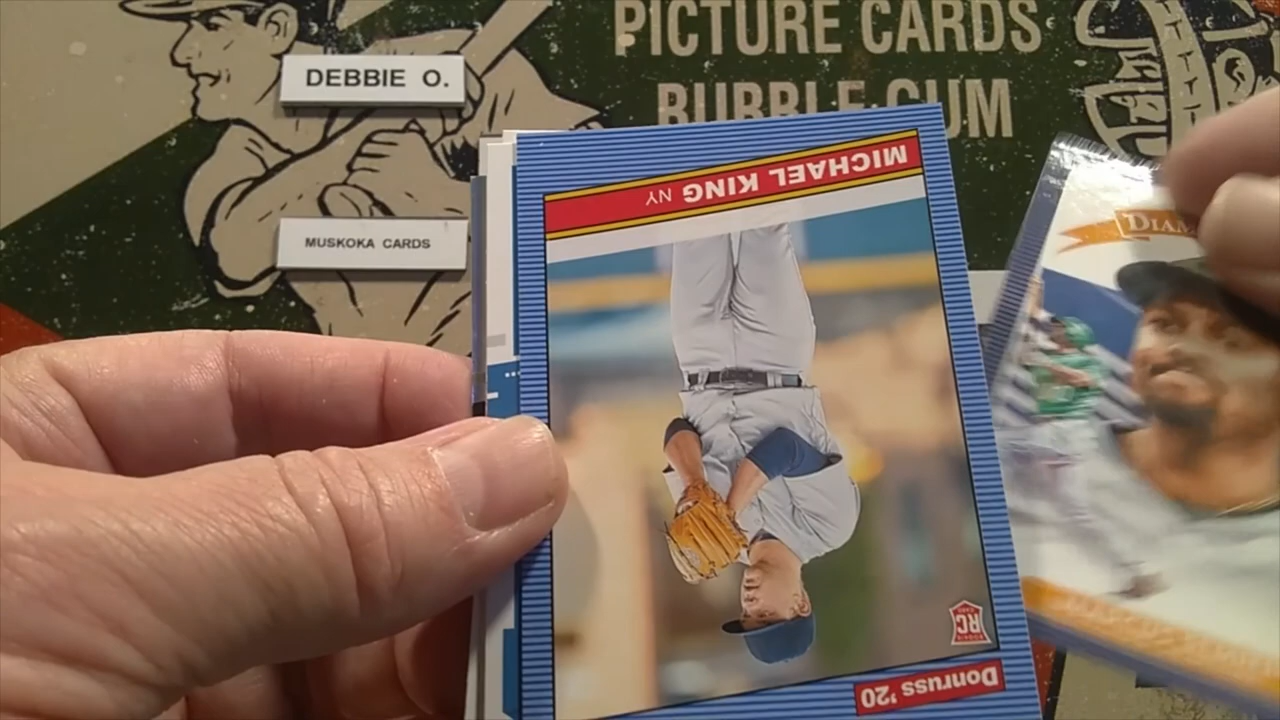 PICTURE CARDS
BUBBLE GUM
DEBBIE O.
MUSKOKA CARDS
MICHAEL KING NY
RC
Donruss '20